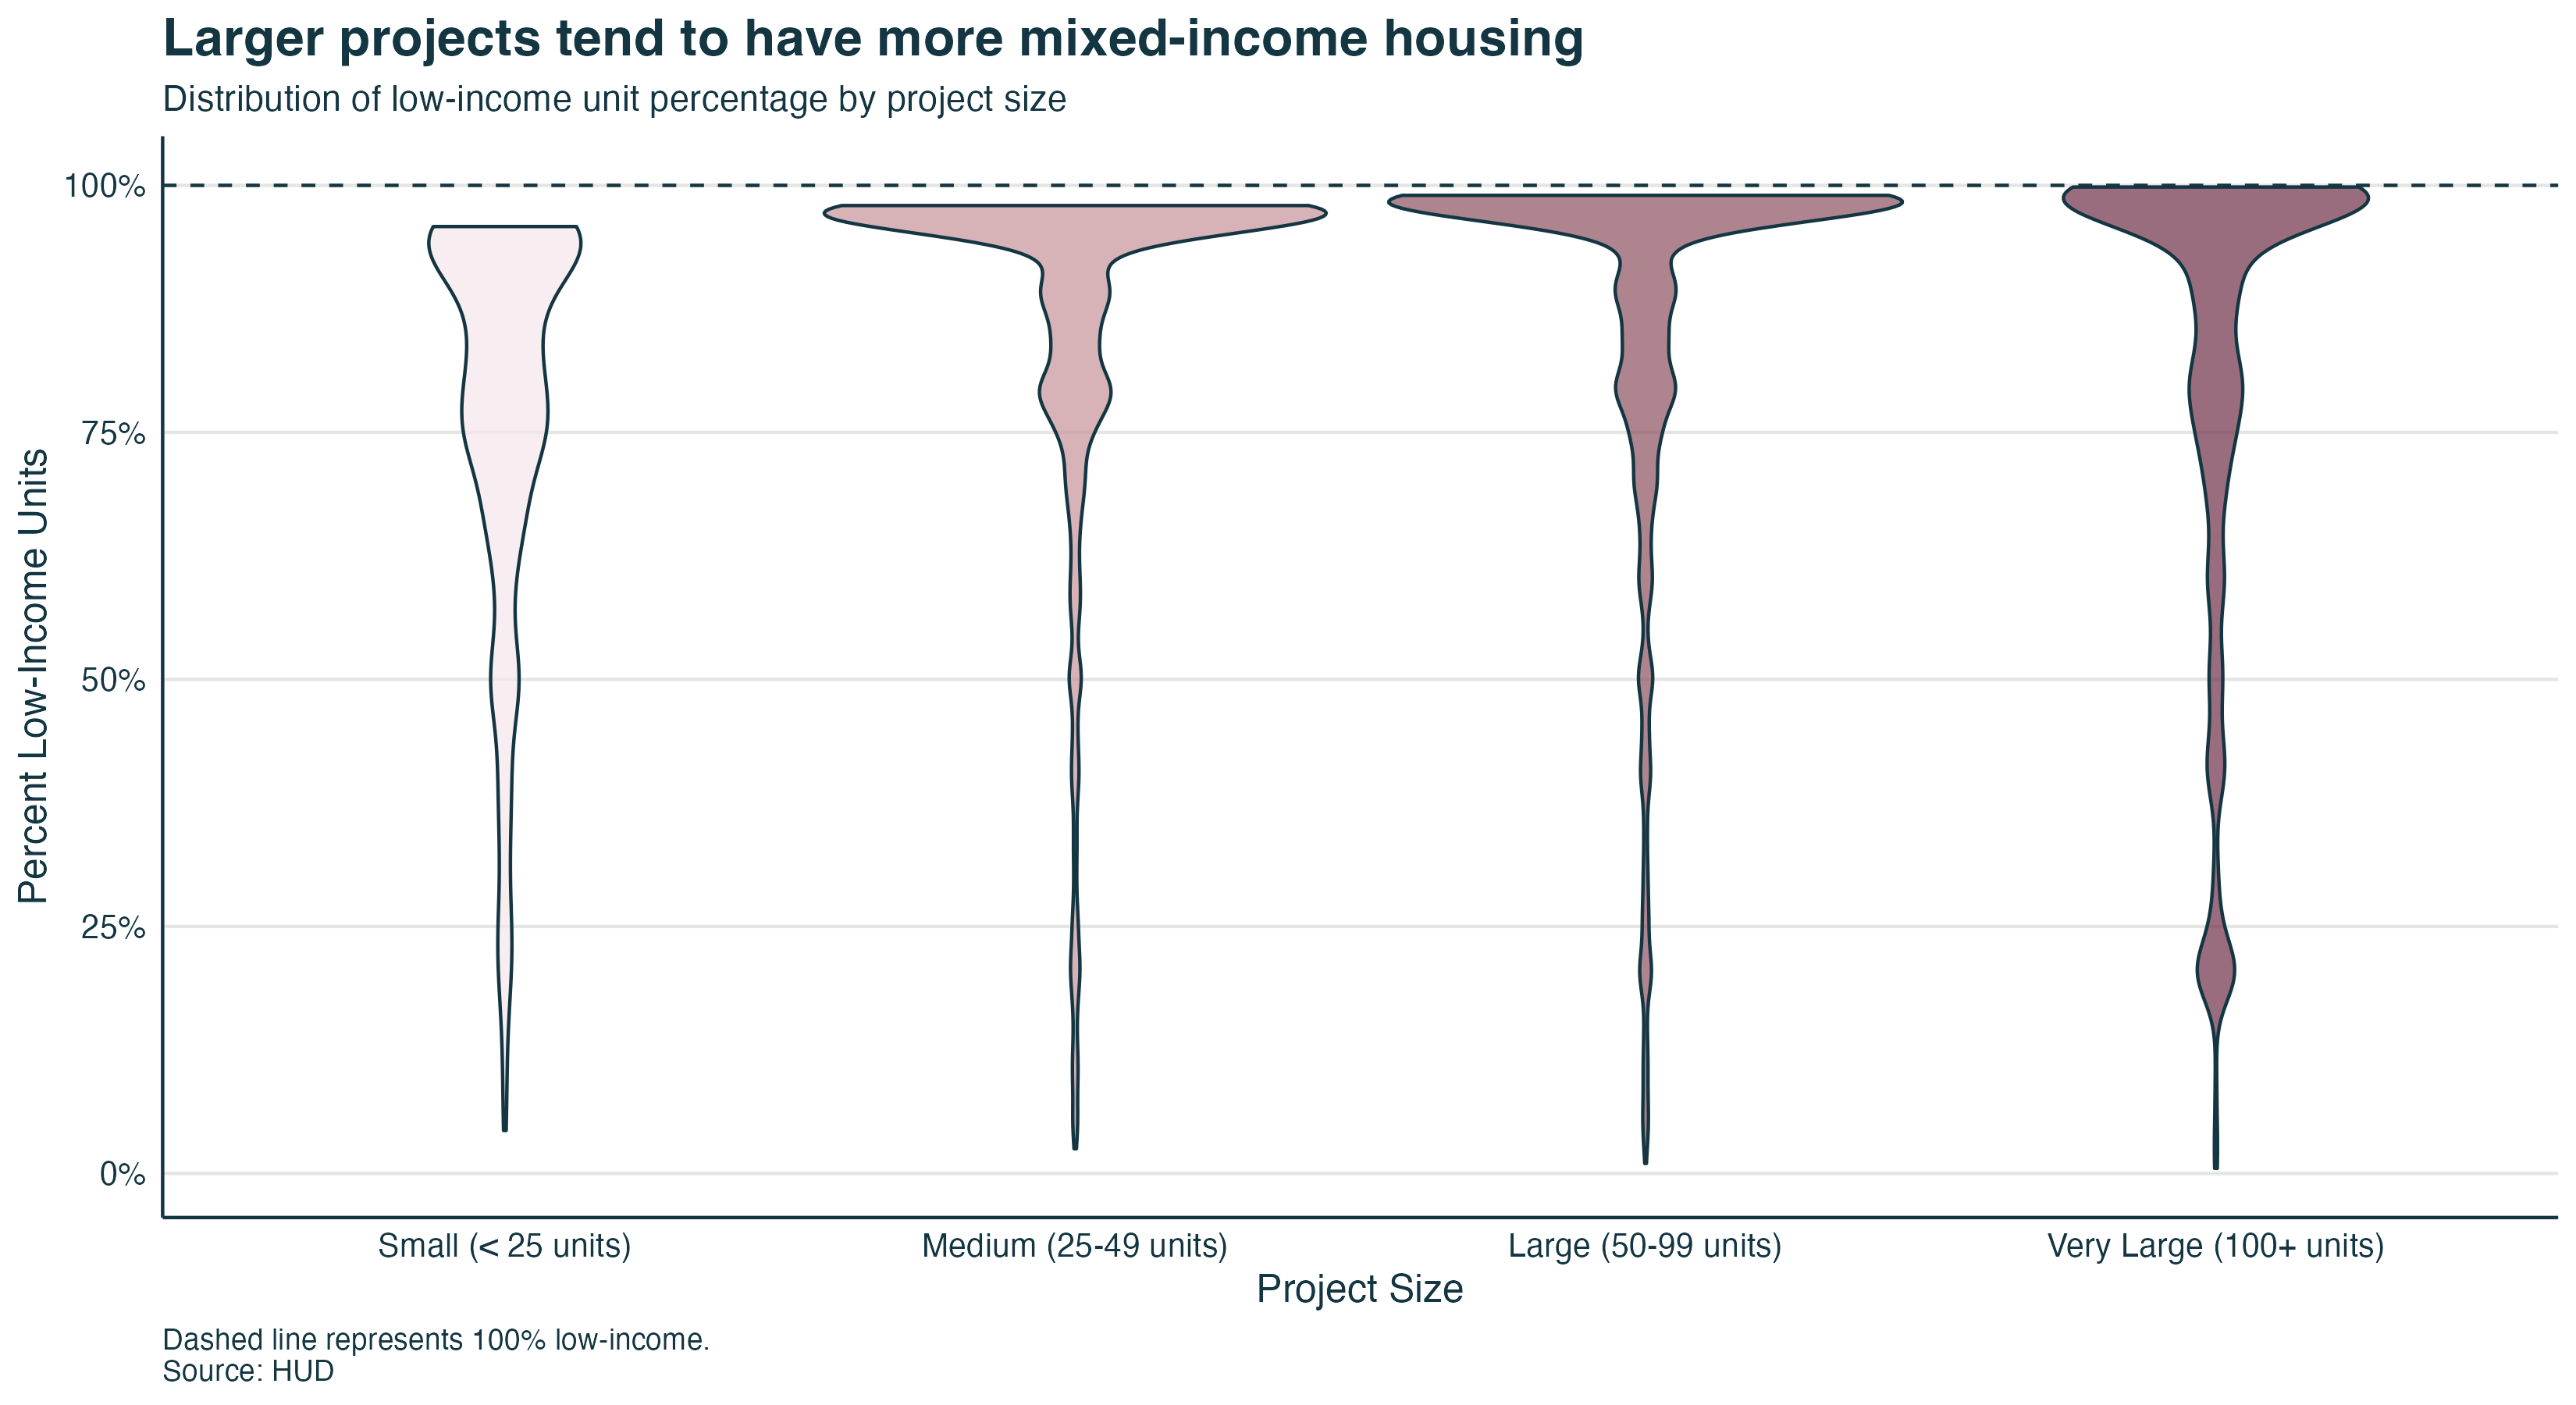 Larger projects tend to have more mixed-income housing
Distribution of low-income unit percentage by project size
Percent Low-Income Units
100%
75%
50%
25%
0%
Small (< 25 units)
Medium (25-49 units)
Large (50-99 units)
Very Large (100+ units)
Project Size
Dashed line represents 100% low-income.
Source: HUD